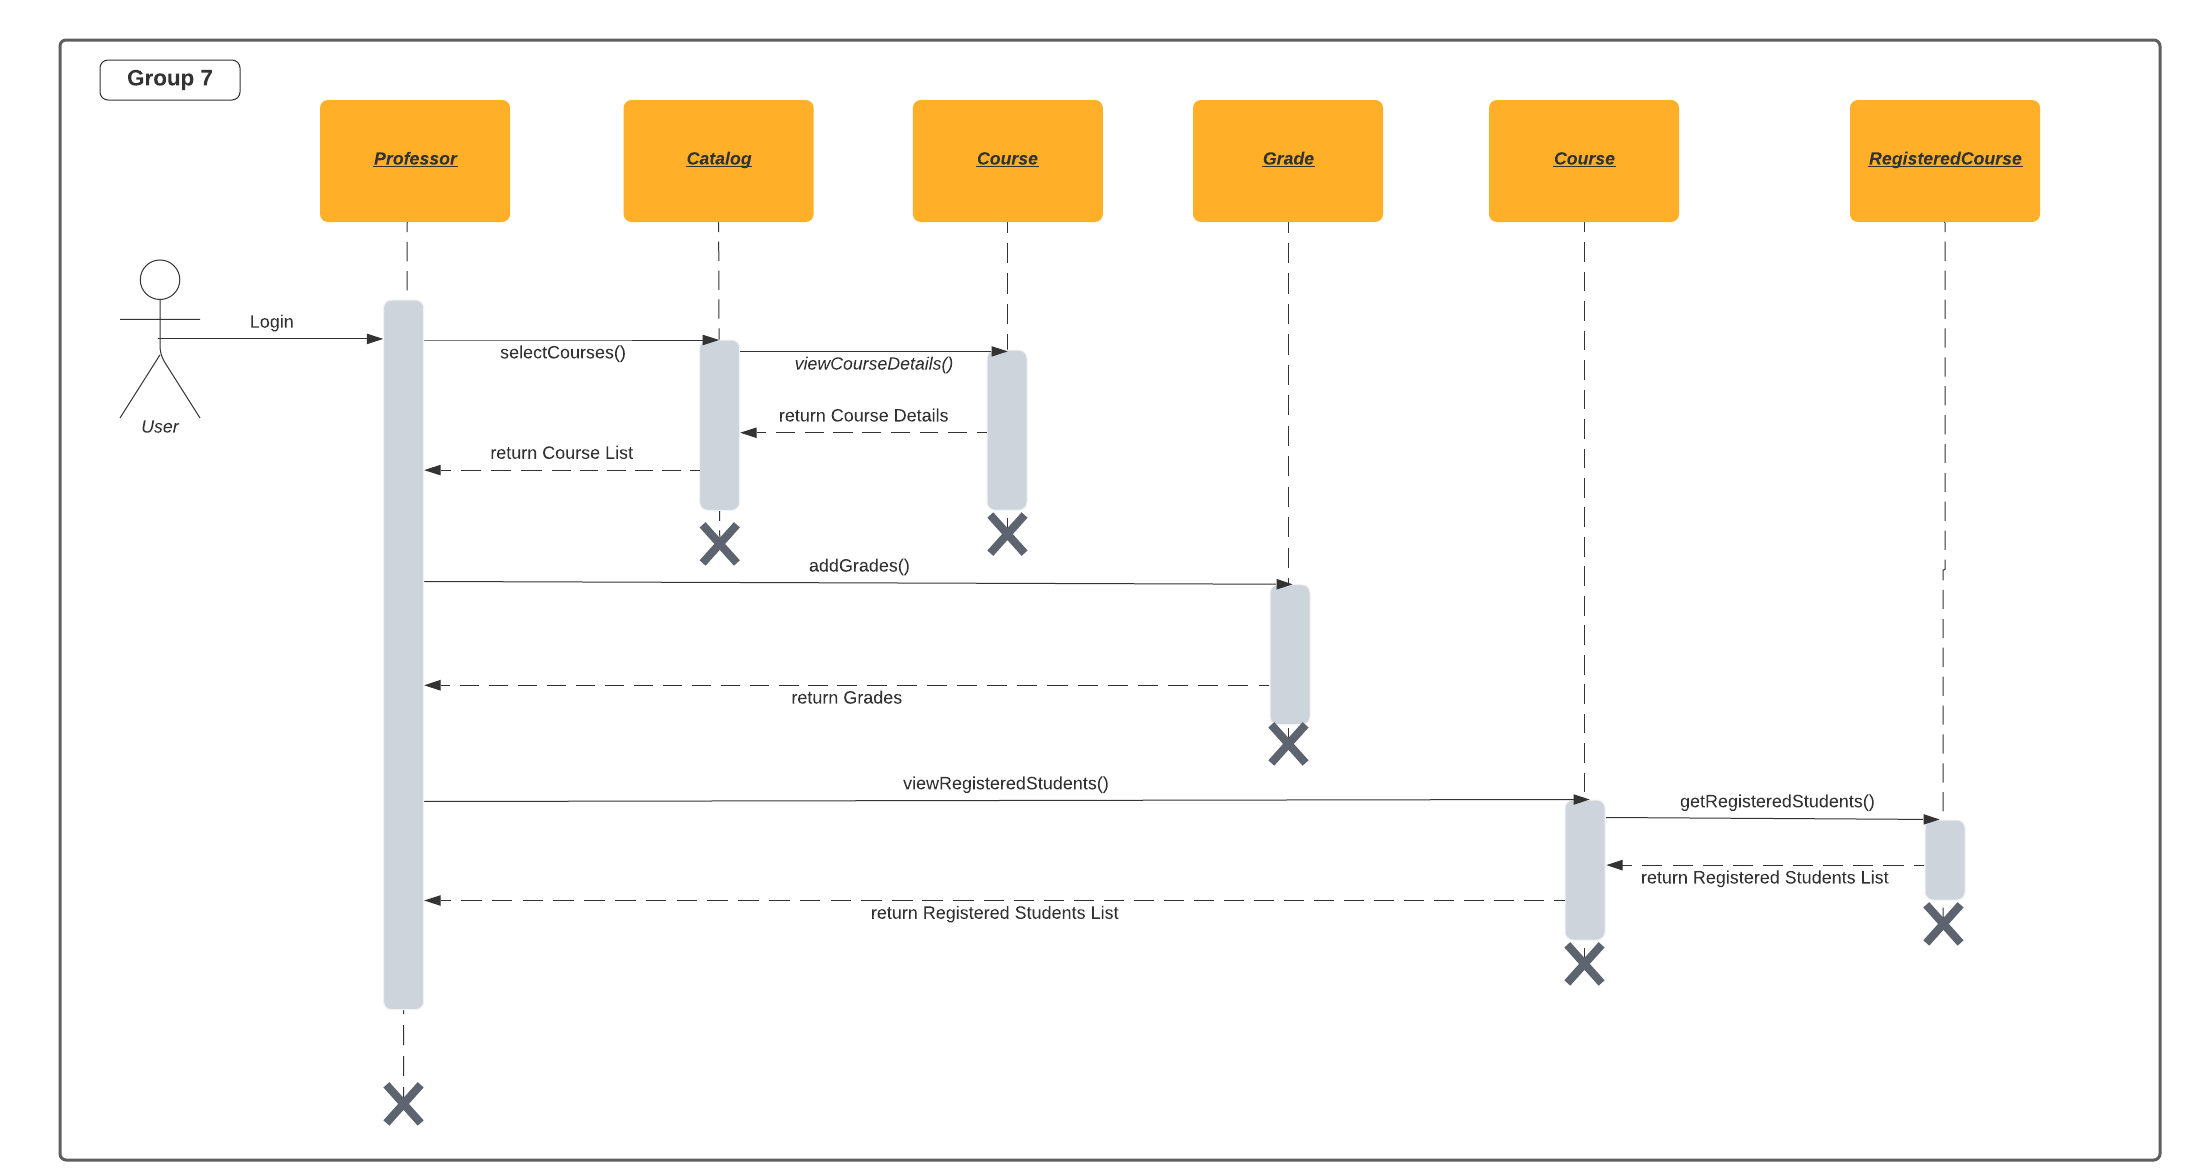 Group 7
Professor
Catalog
Course
Grade
Course
RegisteredCourse
Login
selectCourses()
viewCourseDetails()
return Course Details
User
return Course List
addGrades()
return Grades
viewRegisteredStudents()
getRegisteredStudents()
return Registered Students List
return Registered Students List